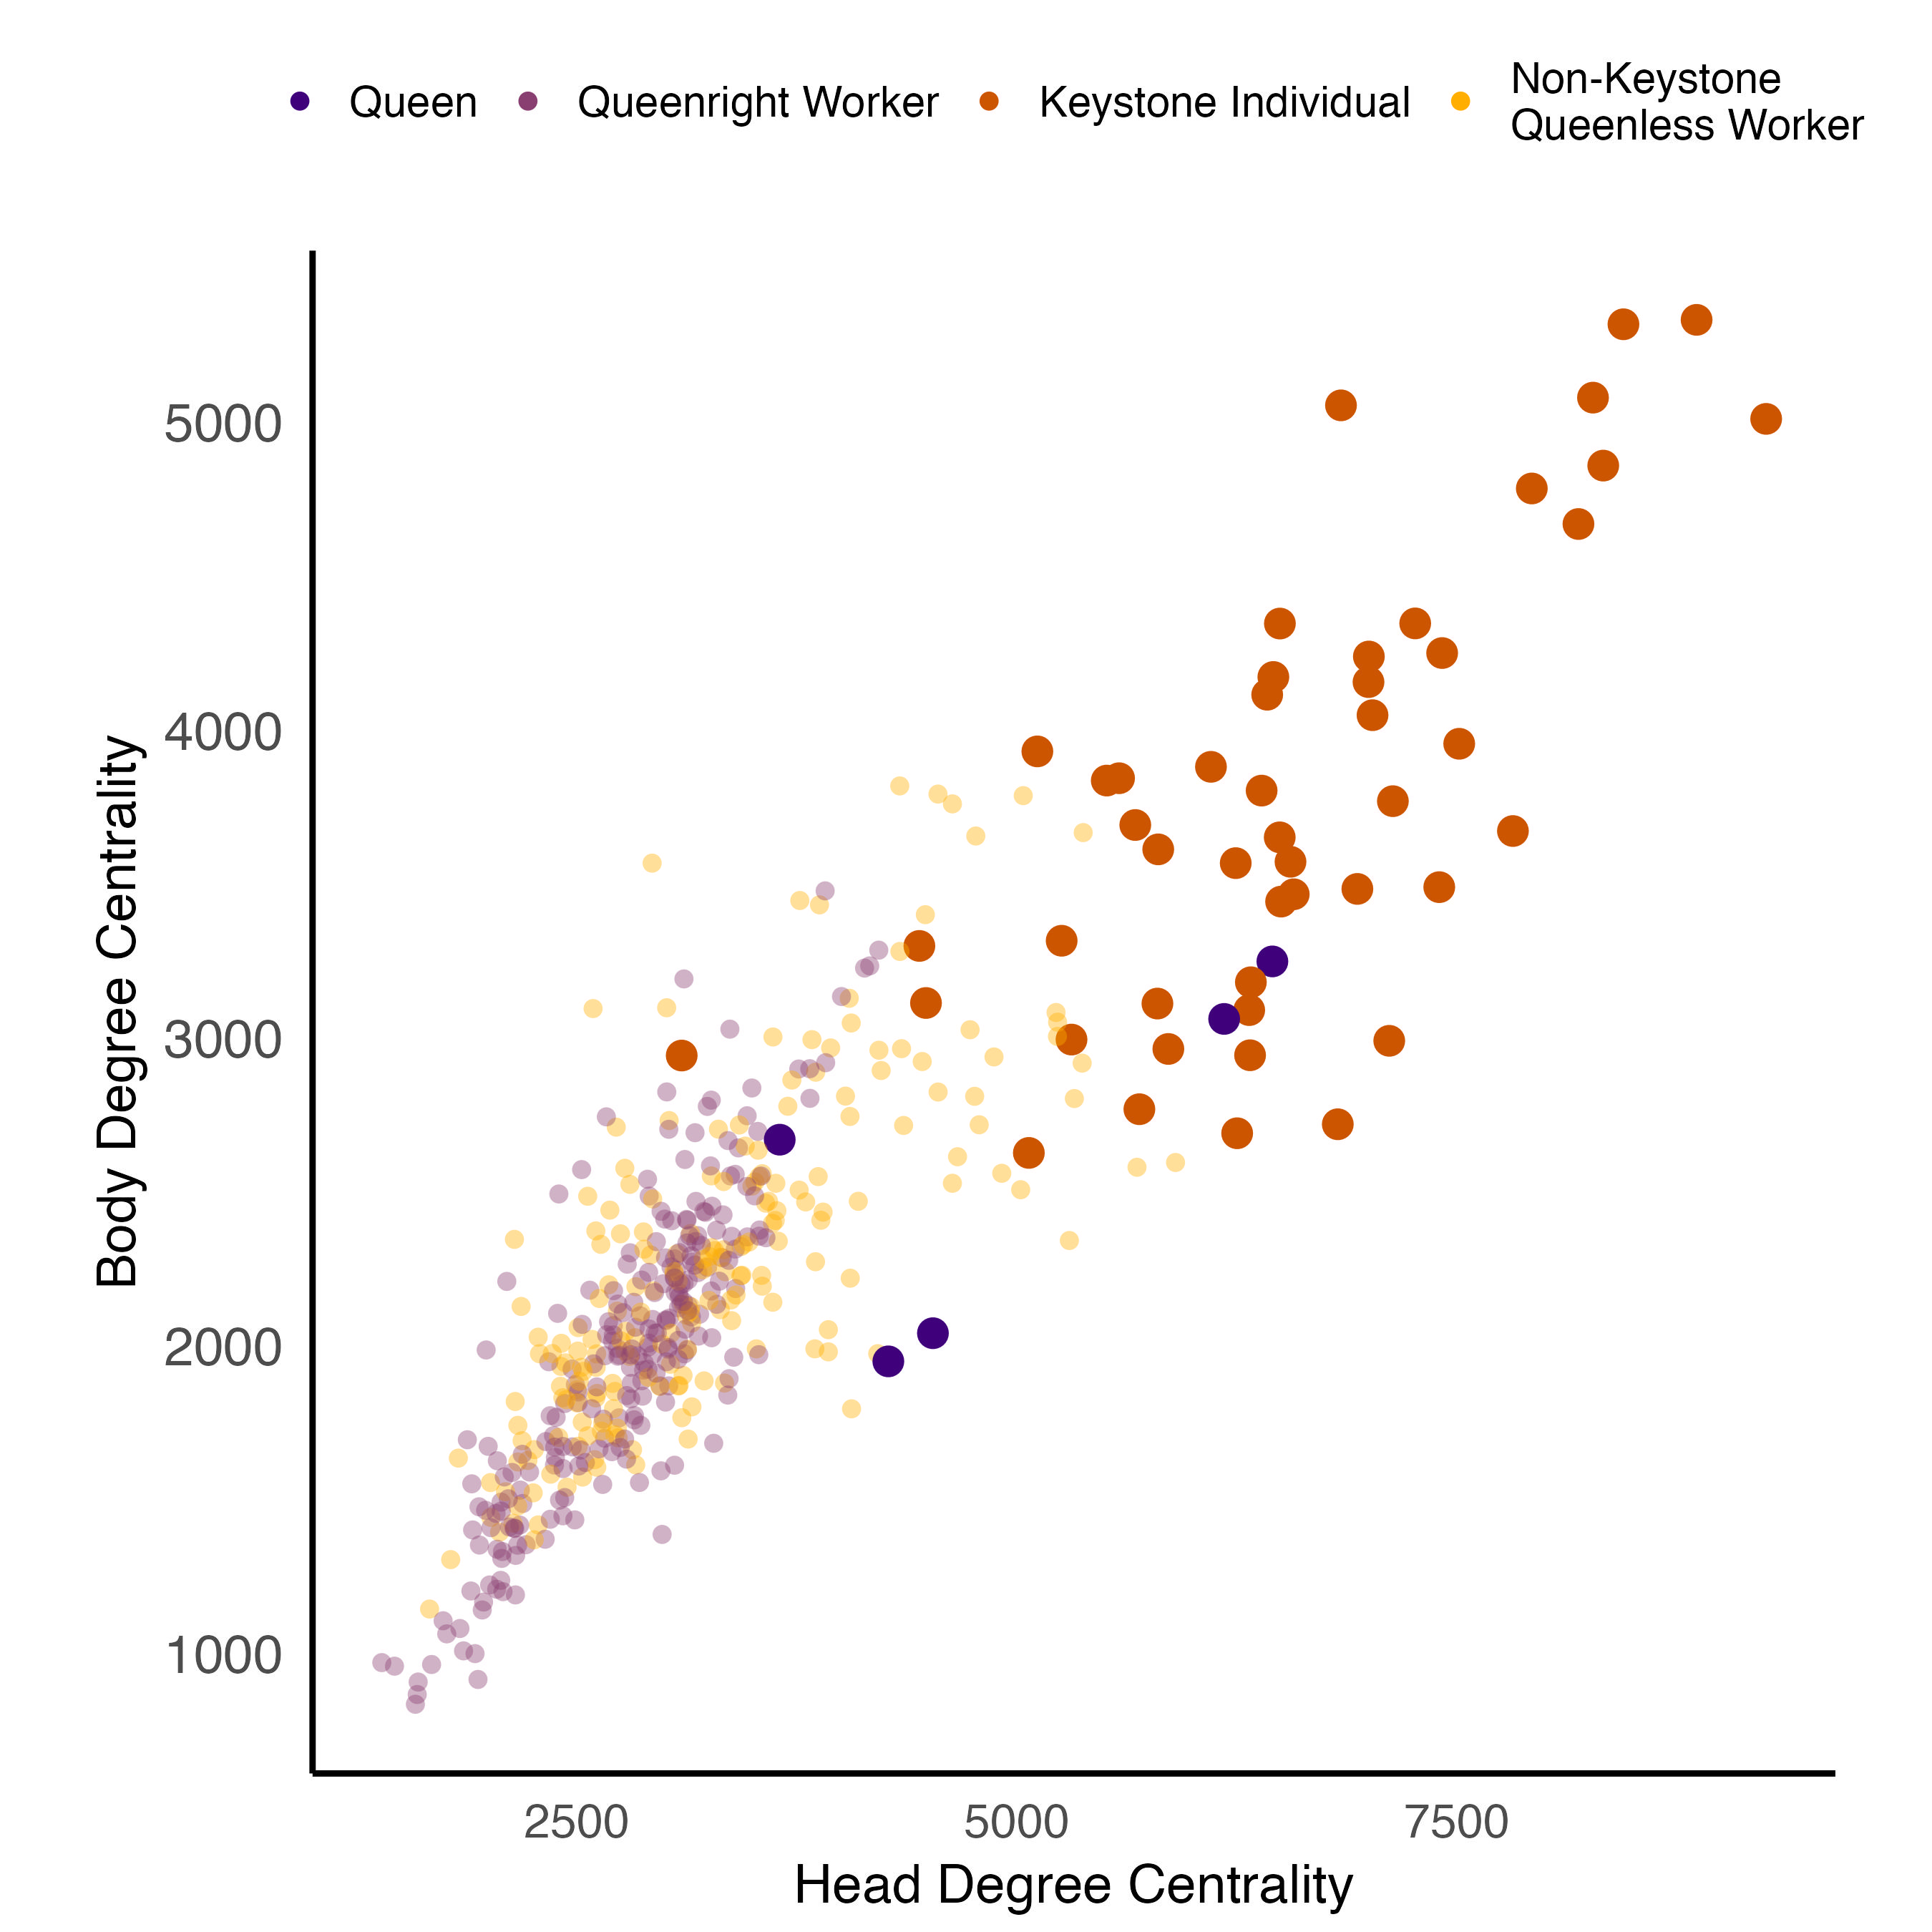 Queen
Queenright Worker
Keystone Individual
Non-Keystone
Queenless Worker
Body Degree Centrality
5000
4000
3000
2000
1000
2500
5000
7500
Head Degree Centrality